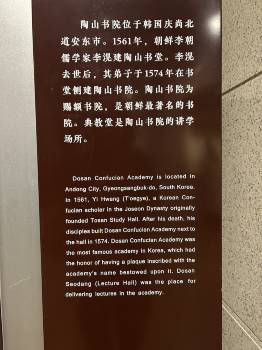 陶山书院位于韩国庆尚北
道安东市。1561年，朝鲜李朝
儒学家李滉建陶山书堂。李滉
去世后，其弟子于1574年在书
堂侧建陶山书院。陶山书院为
赐额书院，是朝鲜最著名的书
院。典教堂是陶山书院的讲学
场所。
Dosan Confucian Academy is located in
Andong City, Gyeongsangbuk-do, South Korea.
In 1561, Yi Hwang (T'oegye), a Korean Con-
fucian scholar in the Joseon Dynasty originally
founded Tosan Study Hall. After his death, his
disciples built Dosan Confucian Academy next to
the hall in 1574. Dosan Confucian Academy was
the most famous academy in Korea, which had
the honor of having a plaque inscribed with the
academy's name bestowed upon it. Dosan
Seodang (Lecture Hall) was the place for
delivering lectures in the academy.